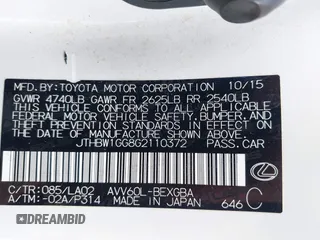 MFD. BY: TOYOTA MOTOR CORPORATION 10/15
GVWR 4740LB GAWR FR 2625LB RR 2540LB
THIS VEHICLE CONFORMS TO ALL APPLICABLE
FEDERAL MOTOR VEHICLE SAFETY, BUMPER, AND
THEFT PREVENTION STANDARDS IN EFFECT ON THE
DATE OF MANUFACTURE SHOWN ABOVE.
JTHBW1GG8G2110372 PASS.CAR
C/TR:085/LA02 AVV60L-BEXGBA
A/TM:-02A/P314 MADE IN JAPAN 646 C
CARBIDDIO